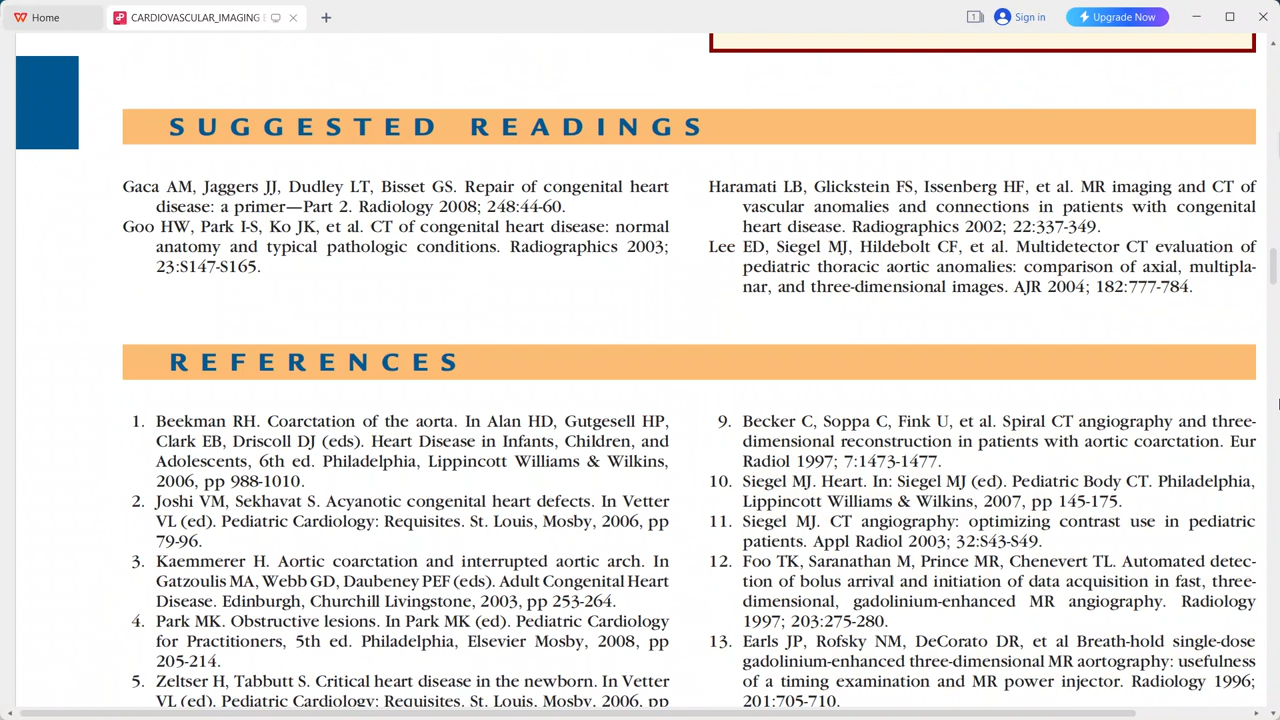 Home
CARDIOVASCULAR_IMAGING
1
Sign in
Upgrade Now
SUGGESTED READINGS
Gaca AM, Jaggers JJ, Dudley LT, Bisset GS. Repair of congenital heart
disease: a primer—Part 2. Radiology 2008; 248:44-60.
Goo HW, Park I-S, Ko JK, et al. CT of congenital heart disease: normal
anatomy and typical pathologic conditions. Radiographics 2003;
23:S147-S165.
Haramati LB, Glickstein FS, Issenberg HF, et al. MR imaging and CT of
vascular anomalies and connections in patients with congenital
heart disease. Radiographics 2002; 22:337-349.
Lee ED, Siegel MJ, Hildebolt CF, et al. Multidetector CT evaluation of
pediatric thoracic aortic anomalies: comparison of axial, multipla-
nar, and three-dimensional images. AJR 2004; 182:777-784.
REFERENCES
1. Beekman RH. Coarctation of the aorta. In Alan HD, Gutgesell HP,
Clark EB, Driscoll DJ (eds). Heart Disease in Infants, Children, and
Adolescents, 6th ed. Philadelphia, Lippincott Williams & Wilkins,
2006, pp 988-1010.
2. Joshi VM, Sekhavat S. Acyanotic congenital heart defects. In Vetter
VL (ed). Pediatric Cardiology: Requisites. St. Louis, Mosby, 2006, pp
79-96.
3. Kaemmerer H. Aortic coarctation and interrupted aortic arch. In
Gatzoulis MA, Webb GD, Daubeney PEF (eds). Adult Congenital Heart
Disease. Edinburgh, Churchill Livingstone, 2003, pp 253-264.
4. Park MK. Obstructive lesions. In Park MK (ed). Pediatric Cardiology
for Practitioners, 5th ed. Philadelphia, Elsevier Mosby, 2008, pp
205-214.
5. Zeltser H, Tabbutt S. Critical heart disease in the newborn. In Vetter
VL (ed). Pediatric Cardiology: Requisites. St. Louis, Mosby, 2006, pp
9. Becker C, Soppa C, Fink U, et al. Spiral CT angiography and three-
dimensional reconstruction in patients with aortic coarctation. Eur
Radiol 1997; 7:1473-1477.
10. Siegel MJ. Heart. In: Siegel MJ (ed). Pediatric Body CT. Philadelphia,
Lippincott Williams & Wilkins, 2007, pp 145-175.
11. Siegel MJ. CT angiography: optimizing contrast use in pediatric
patients. Appl Radiol 2003; 32:S43-S49.
12. Foo TK, Saranathan M, Prince MR, Chenevert TL. Automated detec-
tion of bolus arrival and initiation of data acquisition in fast, three-
dimensional, gadolinium-enhanced MR angiography. Radiology
1997; 203:275-280.
13. Earls JP, Rofsky NM, DeCorato DR, et al Breath-hold single-dose
gadolinium-enhanced three-dimensional MR aortography: usefulness
of a timing examination and MR power injector. Radiology 1996;
201:705-710.